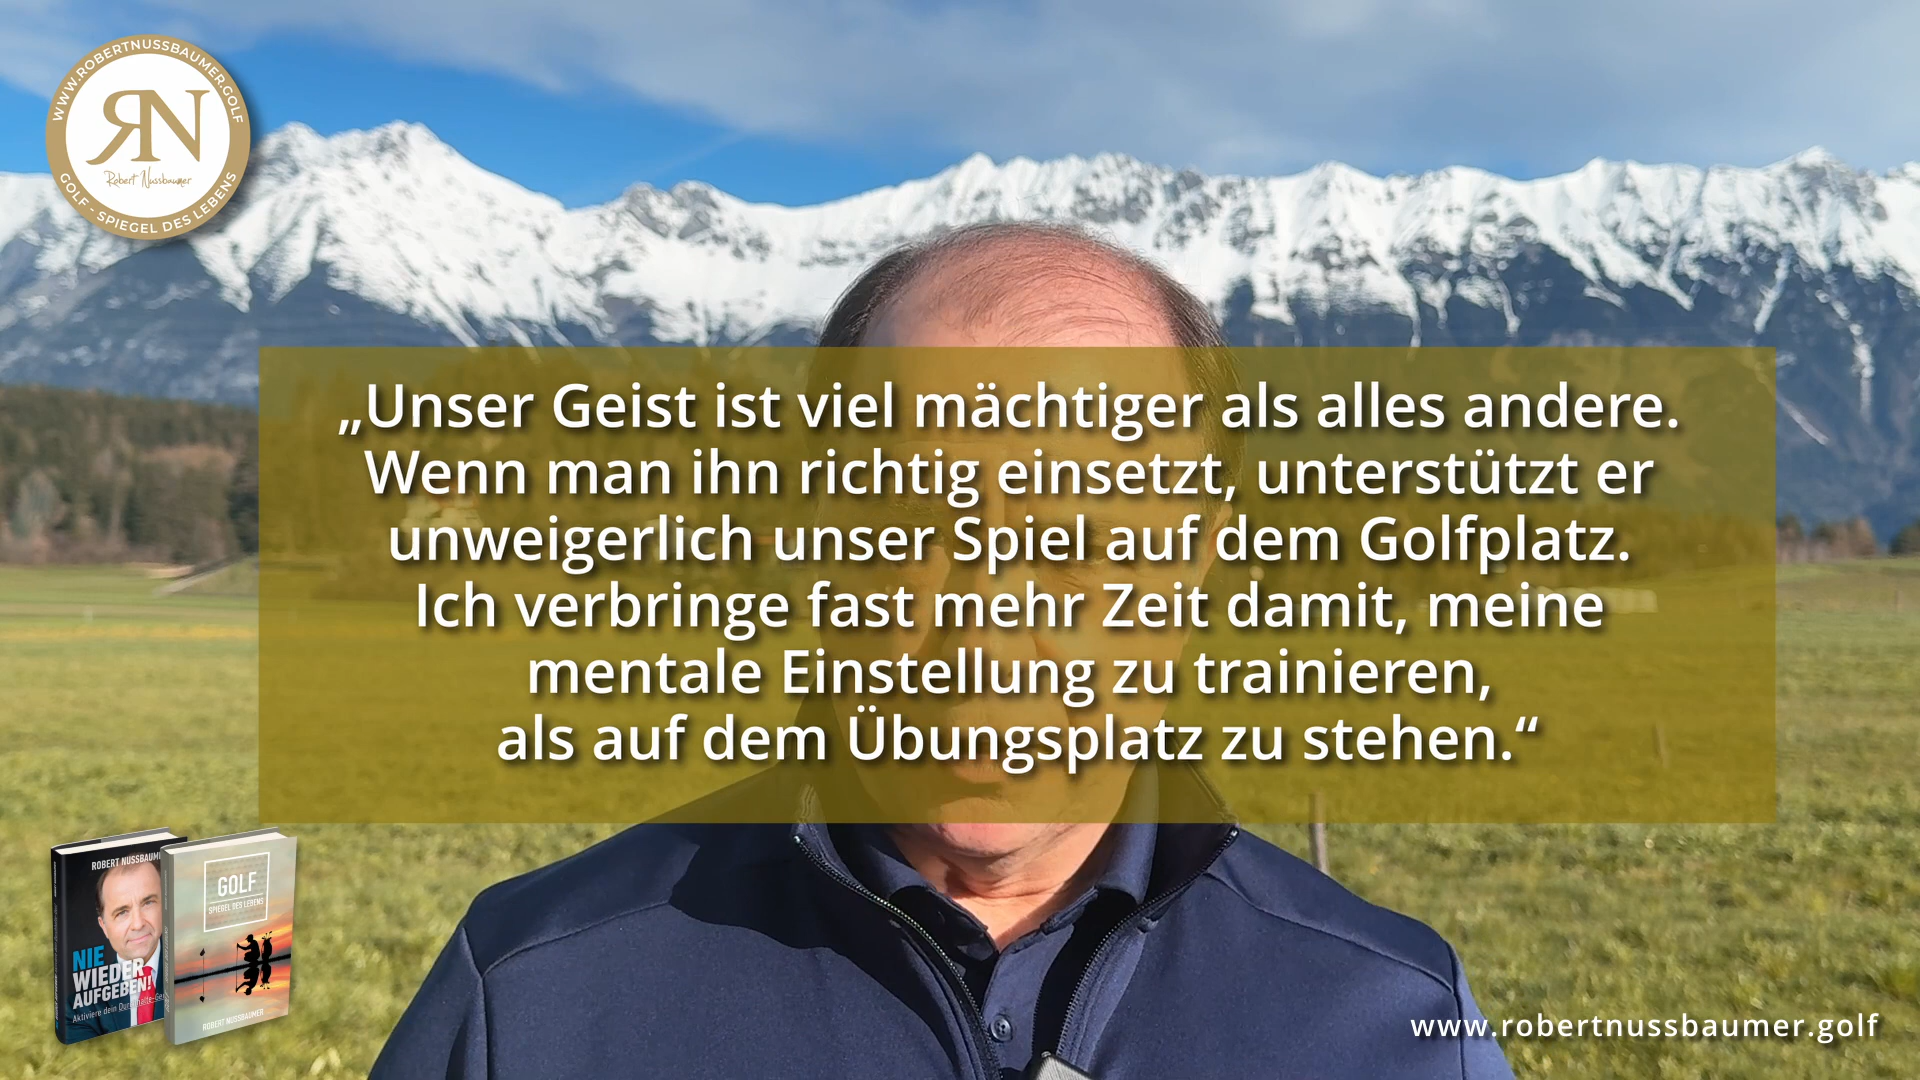 WWW.ROBERTNUSSBAUMER.GOLF
RN
Robert Nussbaumer
GOLF - SPIEGEL DES LEBENS
„Unser Geist ist viel mächtiger als alles andere.
Wenn man ihn richtig einsetzt, unterstützt er
unweigerlich unser Spiel auf dem Golfplatz.
Ich verbringe fast mehr Zeit damit, meine
mentale Einstellung zu trainieren,
als auf dem Übungsplatz zu stehen.“
ROBERT NUSSBAUM
NIE
WIEDER
AUFGEBEN!
Aktiviere dein
GOLF
SPIEGEL DES LEBENS
ROBERT NUSSBAUMER
www.robertnussbaumer.golf